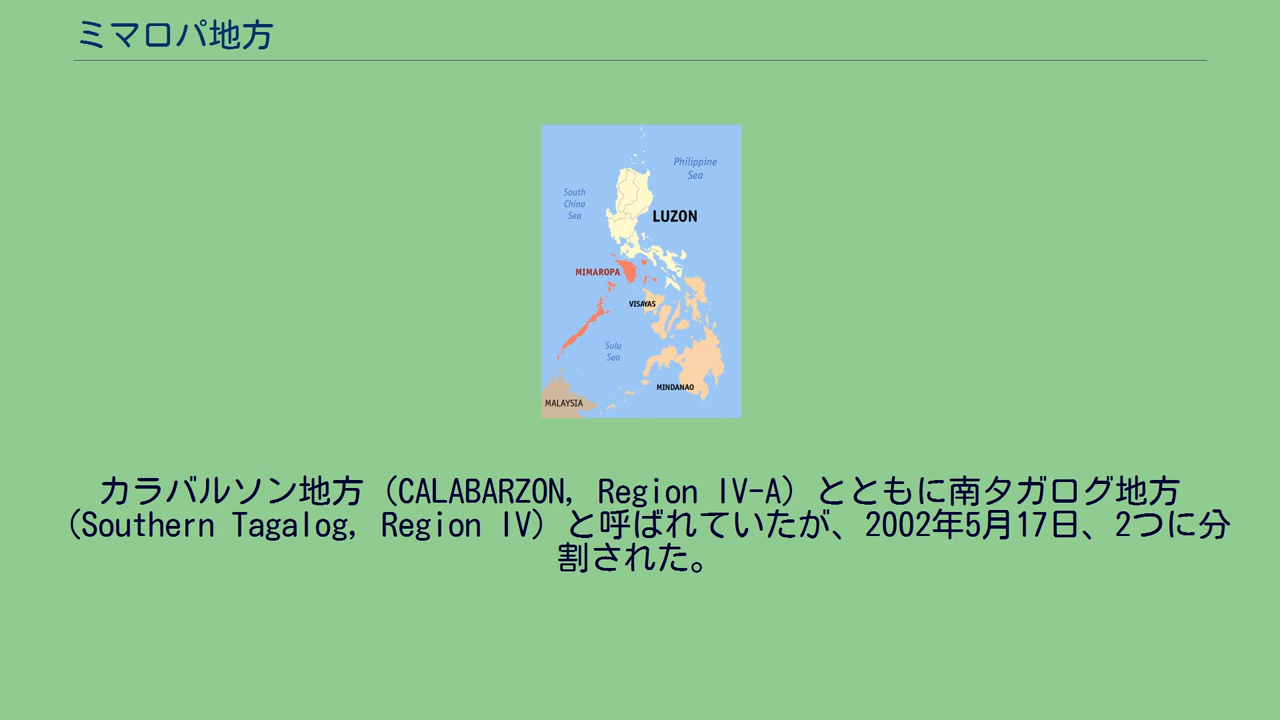 ミマロパ地方
Philippine
Sea
South
China
Sea
LUZON
MIMAROPA
VISAYAS
Sulu
Sea
MINDANAO
MALAYSIA
カラバルソン地方（CALABARZON, Region IV-A）とともに南タガログ地方
（Southern Tagalog, Region IV）と呼ばれていたが、2002年5月17日、2つに分
割された。